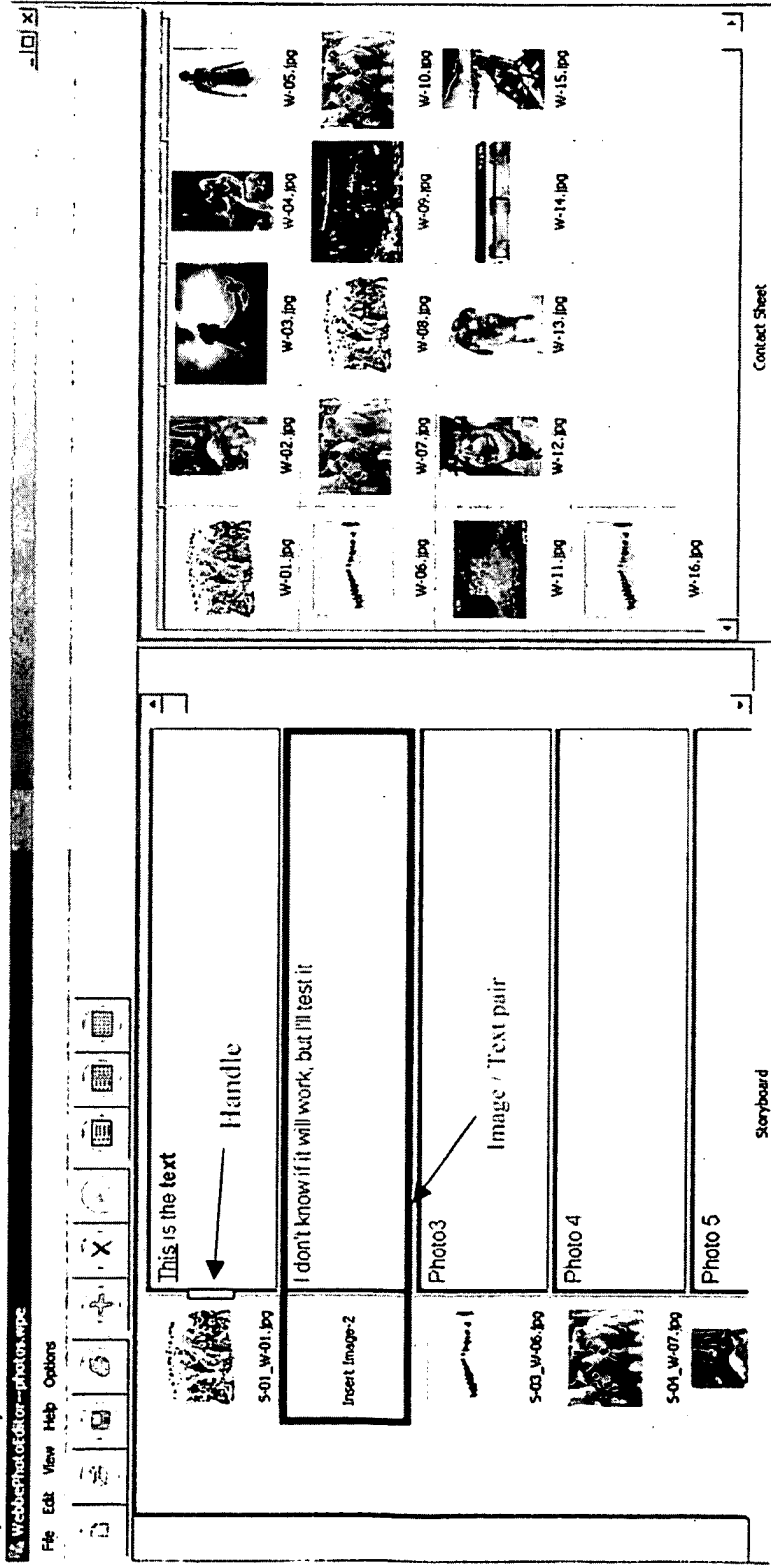 WebbePhotoEditor--photos.wpe
File Edit View Help Options
This is the text
Handle
S-01_W-01.jpg
I don't know if it will work, but I'll test it
Insert Image-2
Image / Text pair
Photo3
S-03_W-06.jpg
Photo 4
S-04_W-07.jpg
Photo 5
Storyboard
W-01.jpg
W-02.jpg
W-03.jpg
W-04.jpg
W-05.jpg
W-06.jpg
W-07.jpg
W-08.jpg
W-09.jpg
W-10.jpg
W-11.jpg
W-12.jpg
W-13.jpg
W-14.jpg
W-15.jpg
W-16.jpg
Contact Sheet